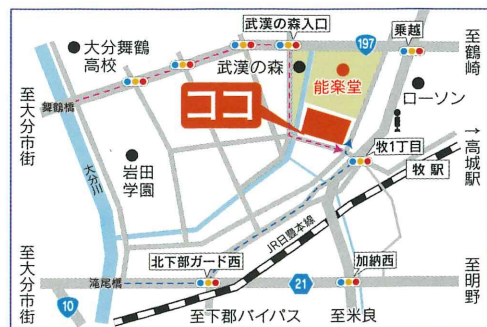 武漢の森入口
乗越
至鶴崎
197
大分舞鶴
高校
武漢の森
能楽堂
ローソン
ココ
至大分市街
舞鶴橋
大分川
岩田
学園
牧1丁目
牧駅
→高城駅
JR日豊本線
北下郡ガード西
加納西
至大分市街
滝尾橋
21
至明野
10
至下郡バイパス
至米良